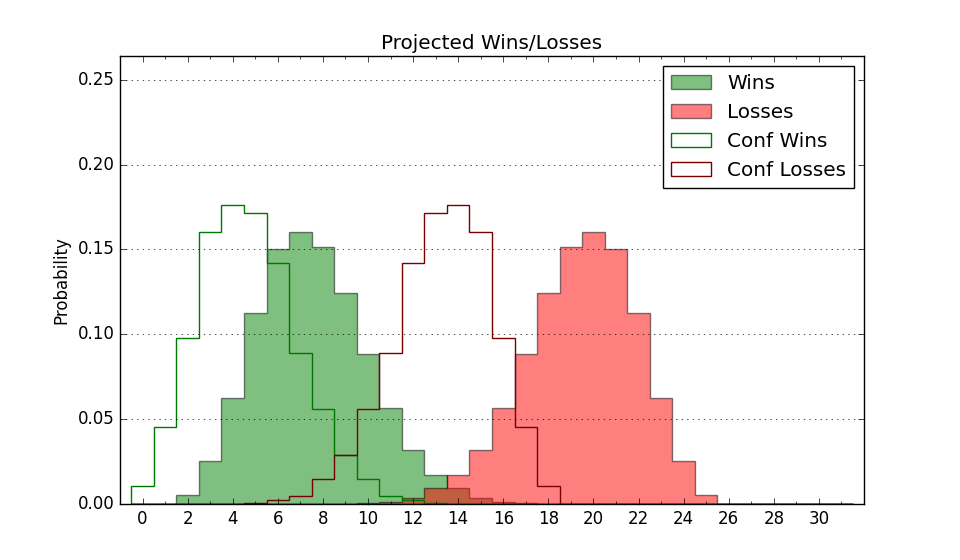 Projected Wins/Losses
0.25
0.20
0.15
0.10
0.05
0.00
Probability
Wins
Losses
Conf Wins
Conf Losses
0 2 4 6 8 10 12 14 16 18 20 22 24 26 28 30